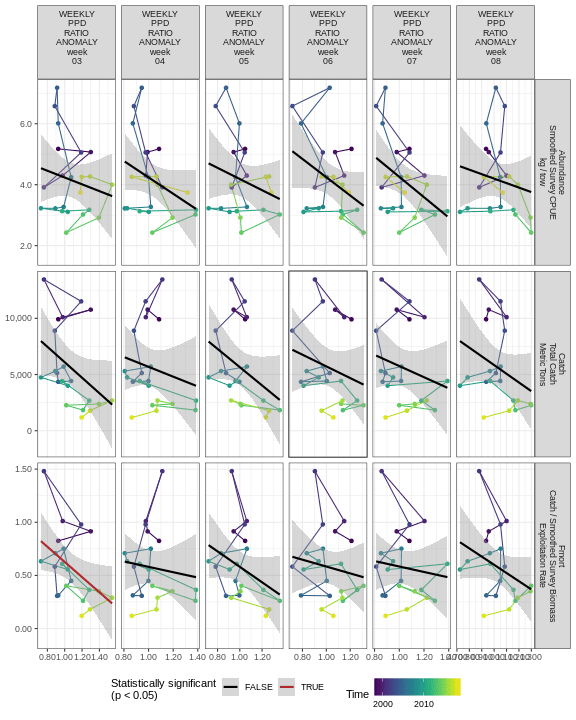 WEEKLY PPD RATIO ANOMALY week 03
WEEKLY PPD RATIO ANOMALY week 04
WEEKLY PPD RATIO ANOMALY week 05
WEEKLY PPD RATIO ANOMALY week 06
WEEKLY PPD RATIO ANOMALY week 07
WEEKLY PPD RATIO ANOMALY week 08
6.0
4.0
2.0
Abundance
Smoothed Survey CPUE
kg / tow
10,000
5,000
0
Catch
Total Catch
Metric Tons
1.50
1.00
0.50
0.00
Fmort
Catch / Smoothed Survey Biomass
Exploitation Rate
0.80 1.00 1.20 1.40
0.80 1.00 1.20 1.40
0.80 1.00 1.20
0.80 1.00 1.20
0.80 1.00 1.20
Statistically significant
(p < 0.05)
FALSE
TRUE
Time
2000 2010